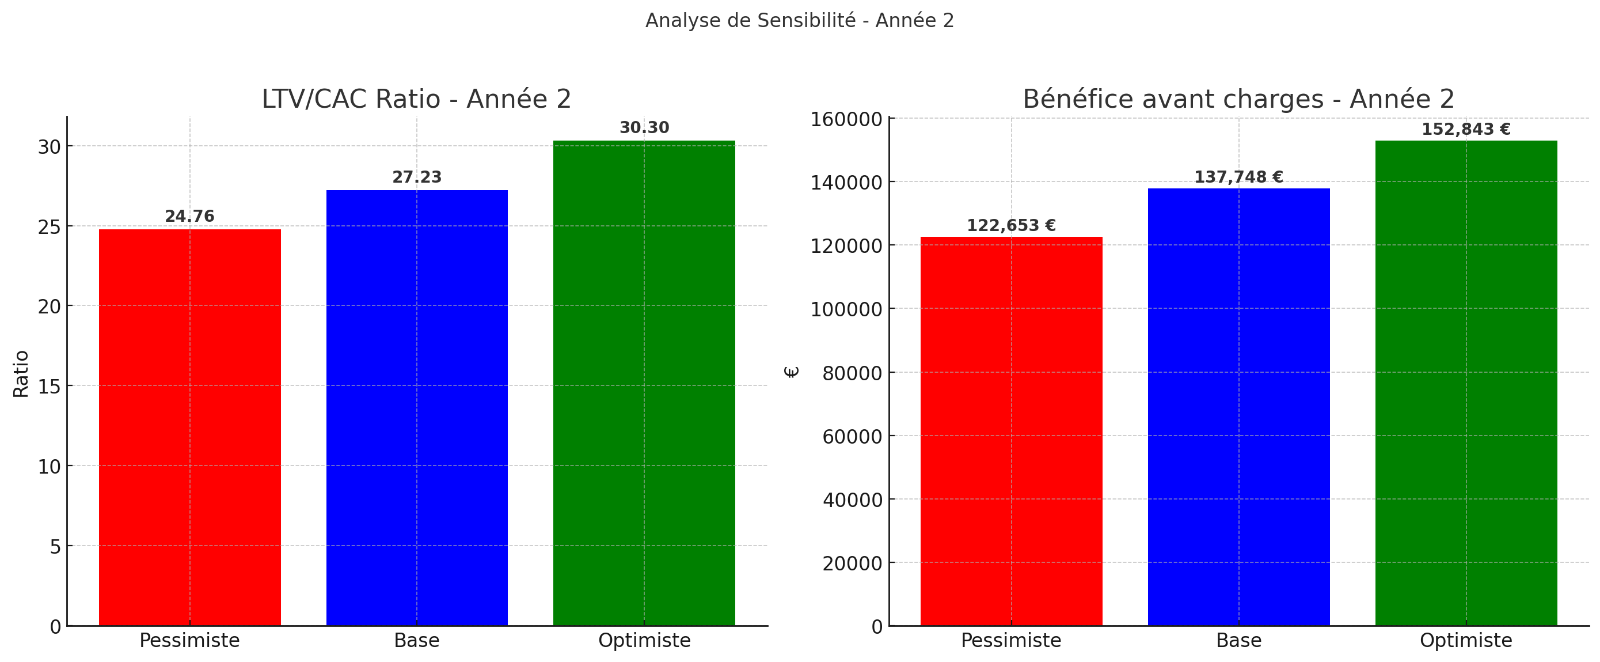 Analyse de Sensibilité - Année 2
LTV/CAC Ratio - Année 2
Ratio
30
25
20
15
10
5
0
24.76
27.23
30.30
Pessimiste
Base
Optimiste
Bénéfice avant charges - Année 2
€
160000
140000
120000
100000
80000
60000
40000
20000
0
122,653 €
137,748 €
152,843 €
Pessimiste
Base
Optimiste